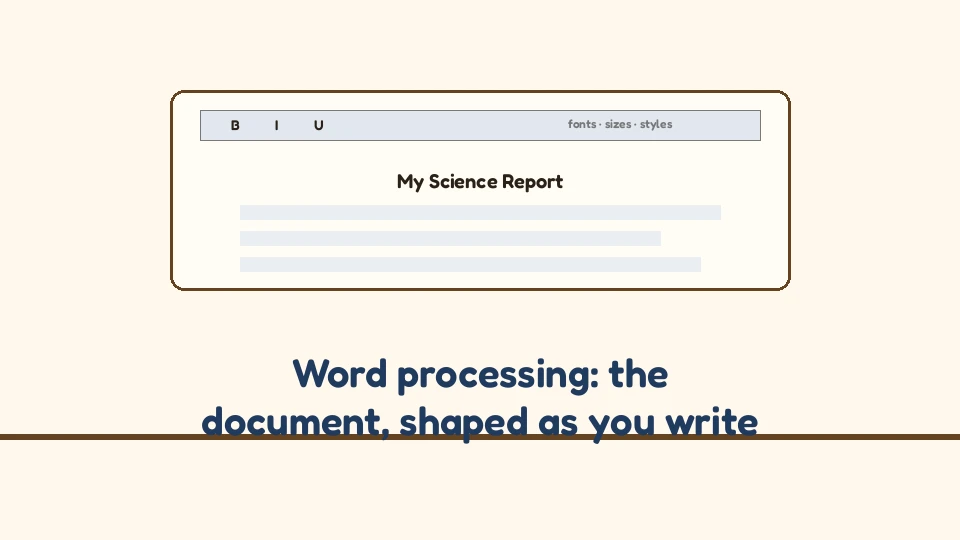 B I U fonts · sizes · styles
My Science Report
Word processing: the
document, shaped as you write